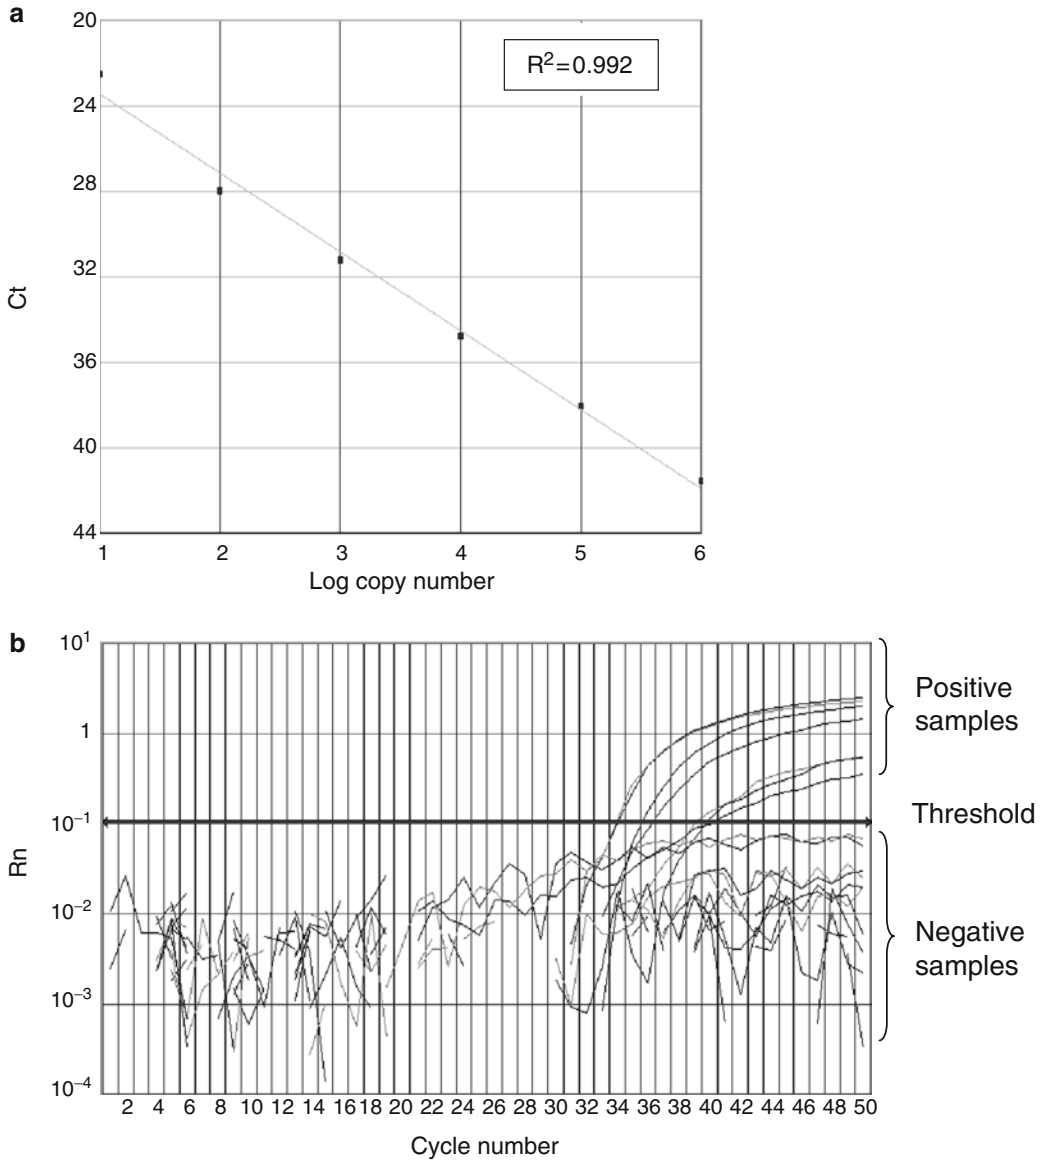 a
20
24
28
32
36
40
44
Ct
R²=0.992
1 2 3 4 5 6
Log copy number
b
10¹
1
10⁻¹
10⁻²
10⁻³
10⁻⁴
Rn
Positive
samples
Threshold
Negative
samples
2 4 6 8 10 12 14 16 18 20 22 24 26 28 30 32 34 36 38 40 42 44 46 48 50
Cycle number